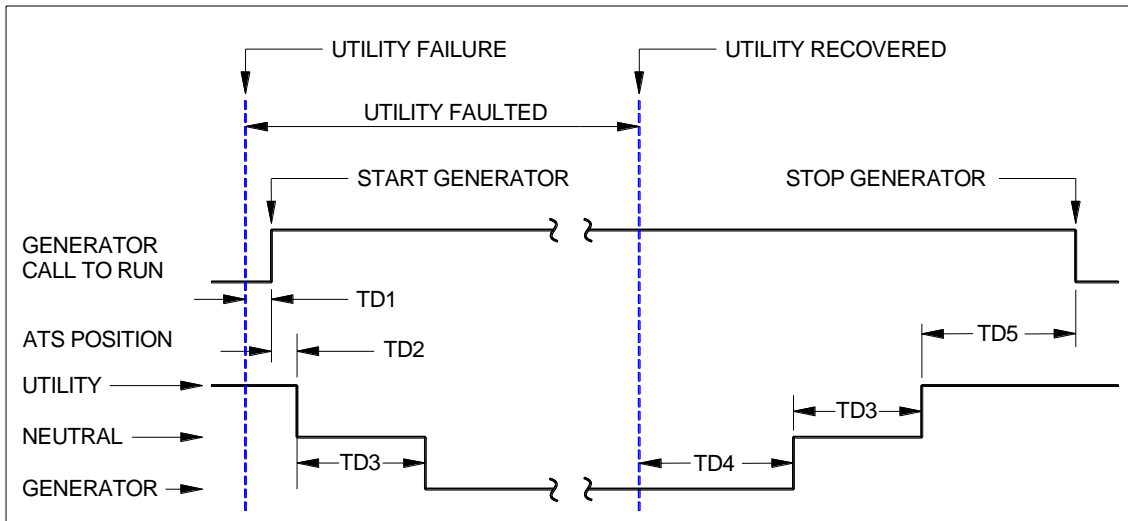 UTILITY FAILURE
UTILITY RECOVERED
UTILITY FAULTED
START GENERATOR
STOP GENERATOR
GENERATOR
CALL TO RUN
TD1
ATS POSITION
TD2
TD5
UTILITY
TD3
NEUTRAL
TD3
TD4
GENERATOR